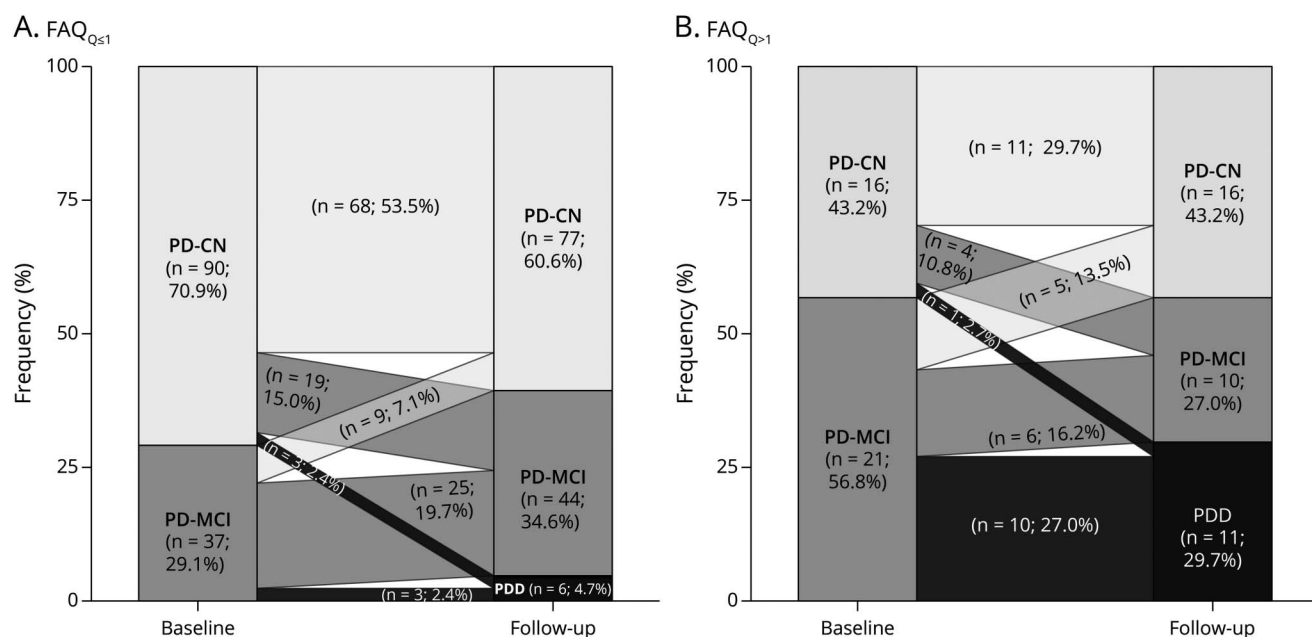 A. FAQQ≤1
100
75
50
25
0
Frequency (%)
PD-CN
(n = 90;
70.9%)
PD-MCI
(n = 37;
29.1%)
(n = 68; 53.5%)
(n = 19;
15.0%)
(n = 9; 7.1%)
(n = 3; 2.4%)
(n = 25;
19.7%)
(n = 3; 2.4%)
PD-CN
(n = 77;
60.6%)
PD-MCI
(n = 44;
34.6%)
PDD (n = 6; 4.7%)
Baseline
Follow-up
B. FAQQ>1
100
75
50
25
0
Frequency (%)
PD-CN
(n = 16;
43.2%)
PD-MCI
(n = 21;
56.8%)
(n = 11; 29.7%)
(n = 4;
10.8%)
(n = 5; 13.5%)
(n = 1; 2.7%)
(n = 6; 16.2%)
(n = 10; 27.0%)
PD-CN
(n = 16;
43.2%)
PD-MCI
(n = 10;
27.0%)
PDD
(n = 11;
29.7%)
Baseline
Follow-up